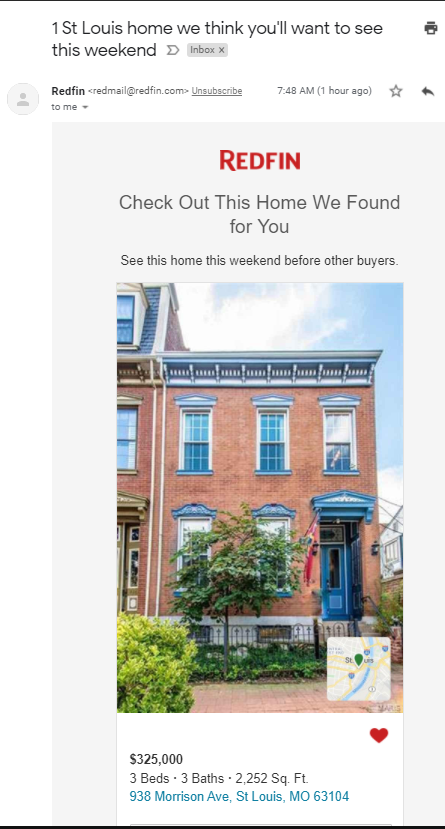 1 St Louis home we think you'll want to see
this weekend Inbox x
Redfin <redmail@redfin.com> Unsubscribe 7:48 AM (1 hour ago)
to me
REDFIN
Check Out This Home We Found
for You
See this home this weekend before other buyers.
$325,000
3 Beds · 3 Baths · 2,252 Sq. Ft.
938 Morrison Ave, St Louis, MO 63104